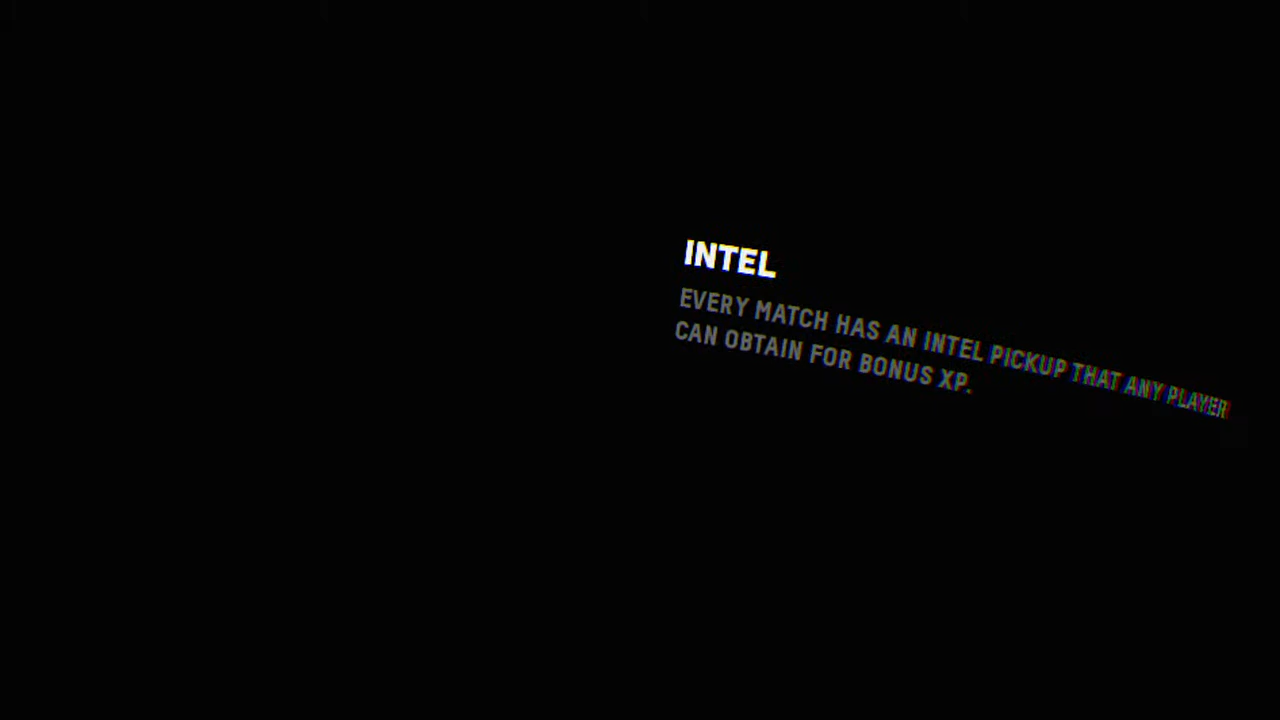 INTEL
EVERY MATCH HAS AN INTEL PICKUP THAT ANY PLAYER
CAN OBTAIN FOR BONUS XP.